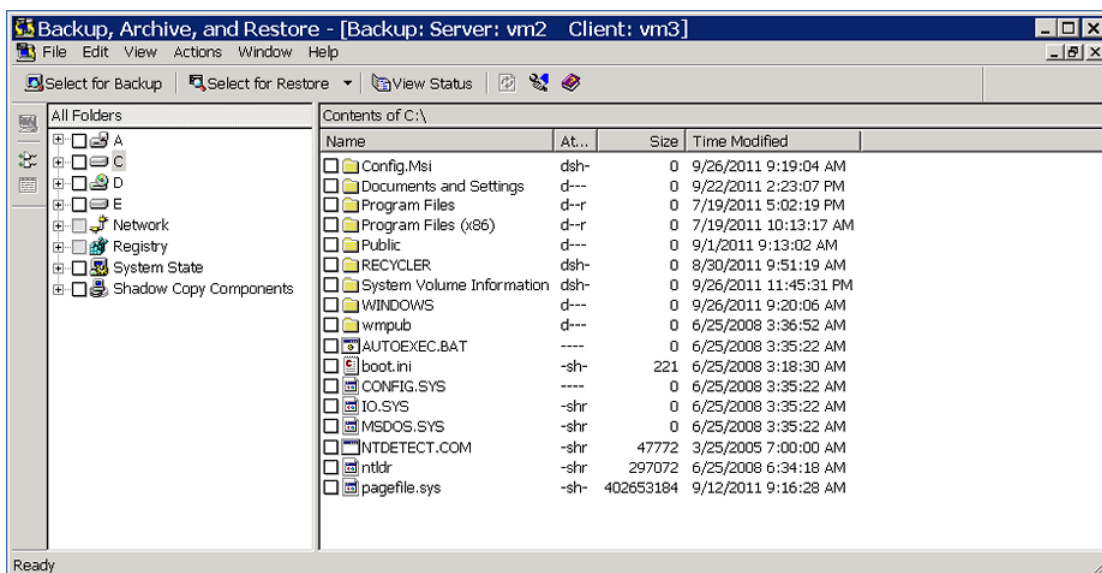 Backup, Archive, and Restore - [Backup: Server: vm2 Client: vm3]
File Edit View Actions Window Help
Select for Backup Select for Restore View Status
All Folders
A
C
D
E
Network
Registry
System State
Shadow Copy Components
Contents of C:\
Name At... Size Time Modified
Config.Msi dsh- 0 9/26/2011 9:19:04 AM
Documents and Settings d--- 0 9/22/2011 2:23:07 PM
Program Files d--r 0 7/19/2011 5:02:19 PM
Program Files (x86) d--r 0 7/19/2011 10:13:17 AM
Public d--- 0 9/1/2011 9:13:02 AM
RECYCLER dsh- 0 8/30/2011 9:51:19 AM
System Volume Information dsh- 0 9/26/2011 11:45:31 PM
WINDOWS d--- 0 9/26/2011 9:20:06 AM
wmpub d--- 0 6/25/2008 3:36:52 AM
AUTOEXEC.BAT ---- 0 6/25/2008 3:35:22 AM
boot.ini -sh- 221 6/25/2008 3:18:30 AM
CONFIG.SYS ---- 0 6/25/2008 3:35:22 AM
IO.SYS -shr 0 6/25/2008 3:35:22 AM
MSDOS.SYS -shr 0 6/25/2008 3:35:22 AM
NTDETECT.COM -shr 47772 3/25/2005 7:00:00 AM
ntldr -shr 297072 6/25/2008 6:34:18 AM
pagefile.sys -sh- 402653184 9/12/2011 9:16:28 AM
Ready